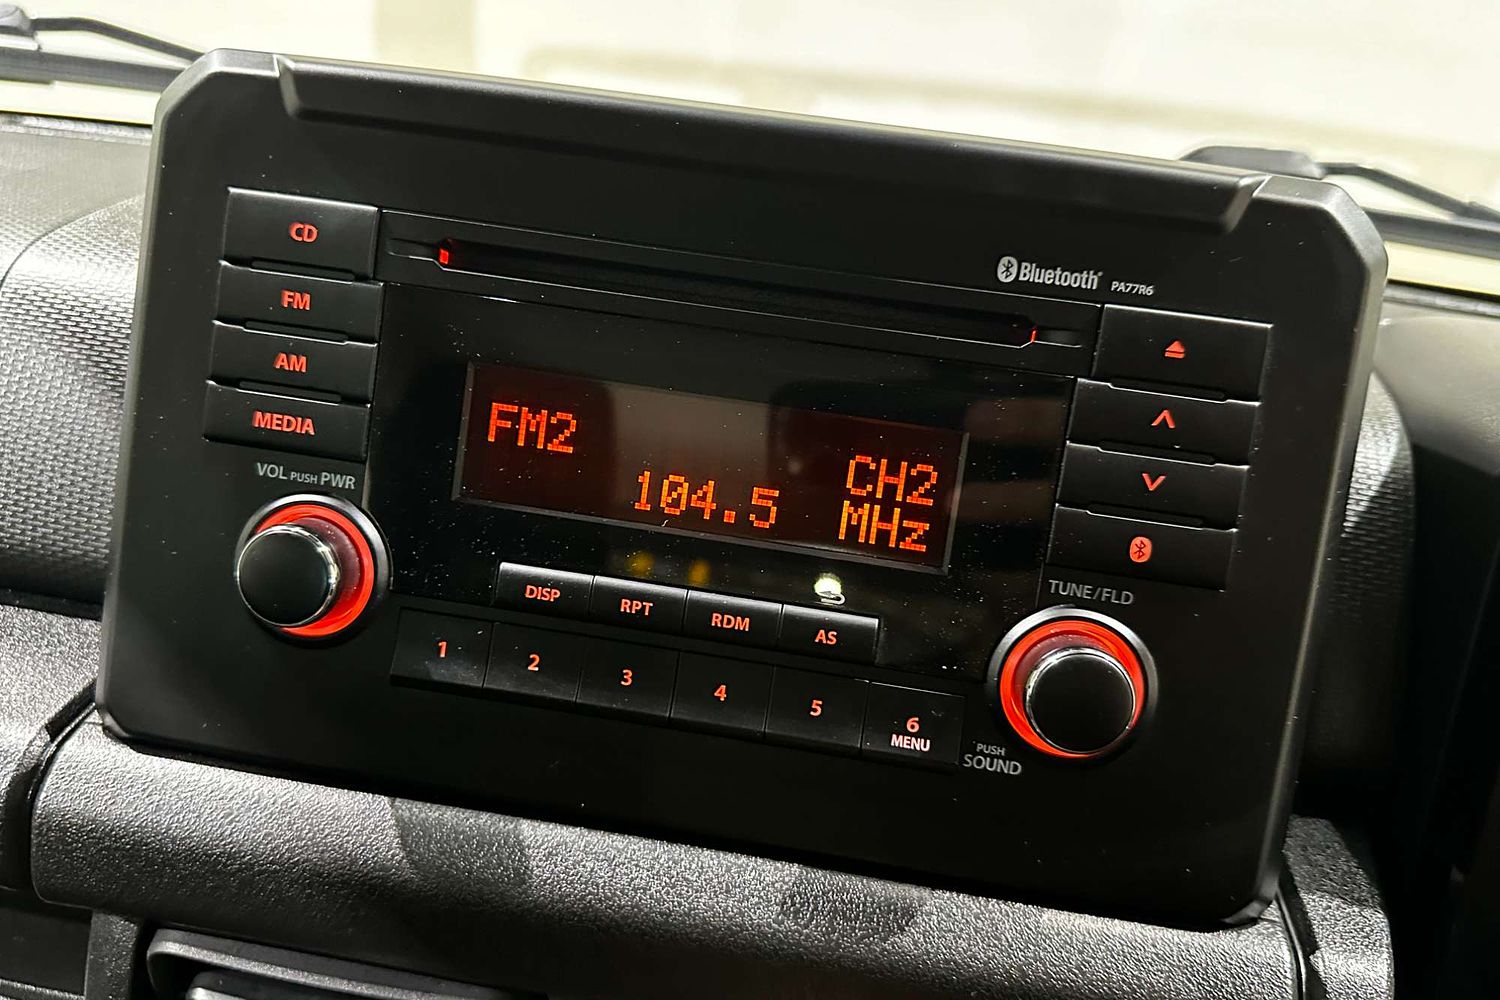 CD
FM
AM
MEDIA
VOL PUSH PWR
Bluetooth® PA77R6
FM2
104.5
CH2
MHz
DISP
RPT
RDM
AS
1
2
3
4
5
6
MENU
TUNE/FLD
PUSH
SOUND